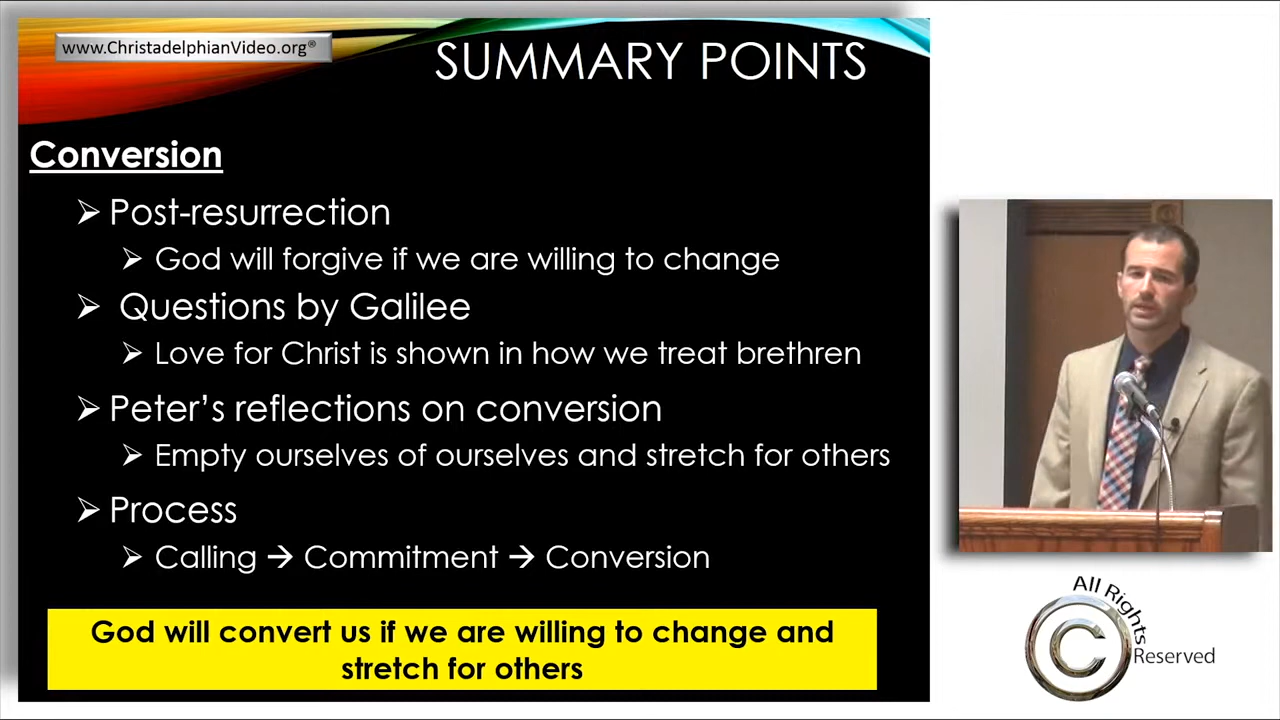 www.ChristadelphianVideo.org®
SUMMARY POINTS
Conversion
➢ Post-resurrection
➢ God will forgive if we are willing to change
➢ Questions by Galilee
➢ Love for Christ is shown in how we treat brethren
➢ Peter's reflections on conversion
➢ Empty ourselves of ourselves and stretch for others
➢ Process
➢ Calling → Commitment → Conversion
God will convert us if we are willing to change and
stretch for others
All Rights
C
Reserved